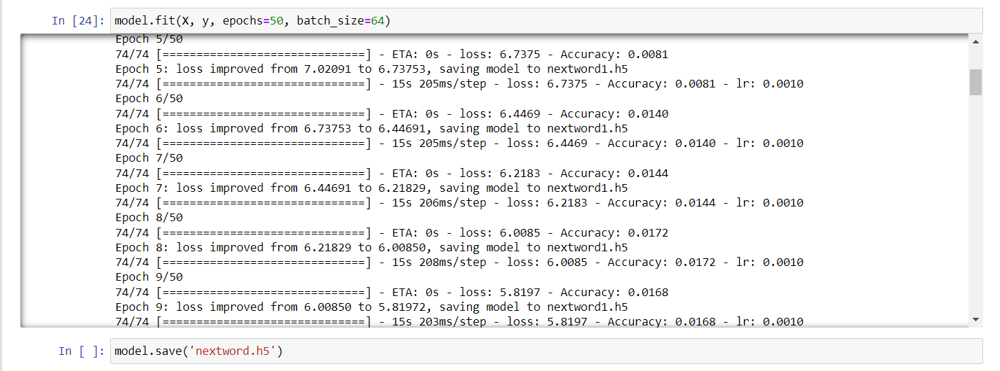 In [24]: model.fit(X, y, epochs=50, batch_size=64)
Epoch 5/50
74/74 [==============================] - ETA: 0s - loss: 6.7375 - Accuracy: 0.0081
Epoch 5: loss improved from 7.02091 to 6.73753, saving model to nextword1.h5
74/74 [==============================] - 15s 205ms/step - loss: 6.7375 - Accuracy: 0.0081 - lr: 0.0010
Epoch 6/50
74/74 [==============================] - ETA: 0s - loss: 6.4469 - Accuracy: 0.0140
Epoch 6: loss improved from 6.73753 to 6.44691, saving model to nextword1.h5
74/74 [==============================] - 15s 205ms/step - loss: 6.4469 - Accuracy: 0.0140 - lr: 0.0010
Epoch 7/50
74/74 [==============================] - ETA: 0s - loss: 6.2183 - Accuracy: 0.0144
Epoch 7: loss improved from 6.44691 to 6.21829, saving model to nextword1.h5
74/74 [==============================] - 15s 206ms/step - loss: 6.2183 - Accuracy: 0.0144 - lr: 0.0010
Epoch 8/50
74/74 [==============================] - ETA: 0s - loss: 6.0085 - Accuracy: 0.0172
Epoch 8: loss improved from 6.21829 to 6.00850, saving model to nextword1.h5
74/74 [==============================] - 15s 208ms/step - loss: 6.0085 - Accuracy: 0.0172 - lr: 0.0010
Epoch 9/50
74/74 [==============================] - ETA: 0s - loss: 5.8197 - Accuracy: 0.0168
Epoch 9: loss improved from 6.00850 to 5.81972, saving model to nextword1.h5
74/74 [==============================] - 15s 203ms/step - loss: 5.8197 - Accuracy: 0.0168 - lr: 0.0010
In [ ]: model.save('nextword.h5')